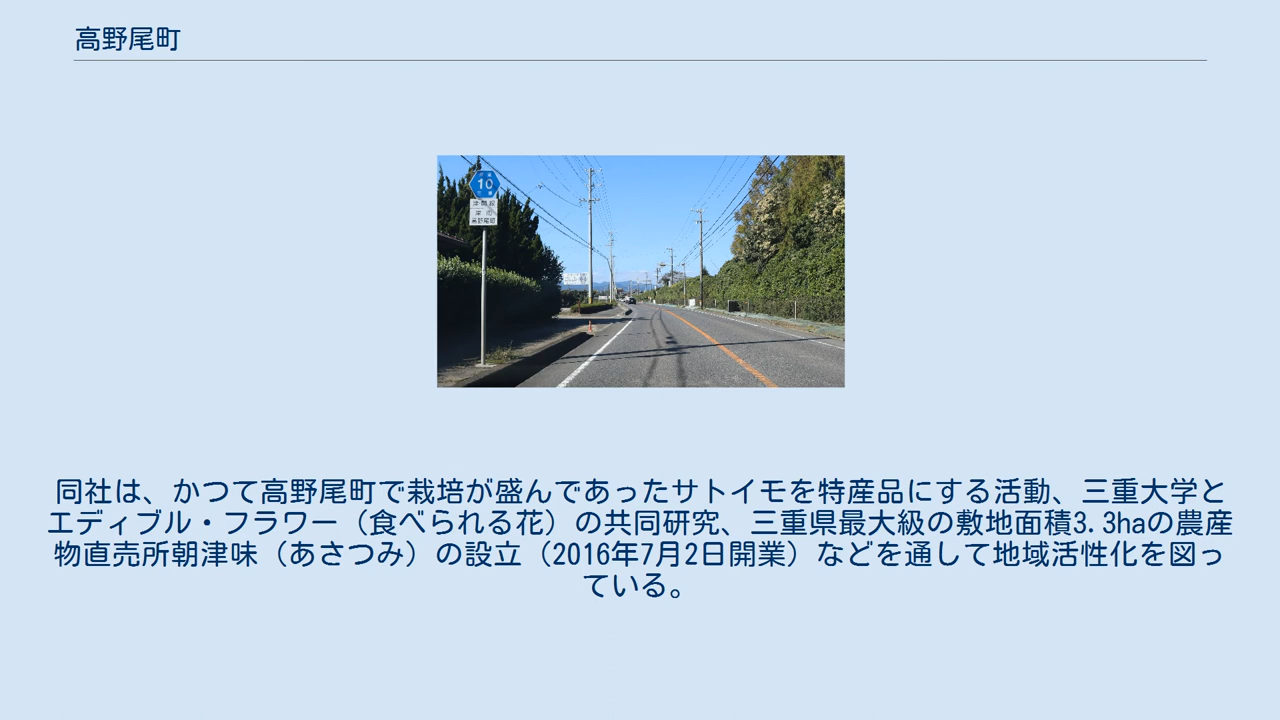 高野尾町
10
高野尾町
同社は、かつて高野尾町で栽培が盛んであったサトイモを特産品にする活動、三重大学と
エディブル・フラワー（食べられる花）の共同研究、三重県最大級の敷地面積3.3haの農産
物直売所朝津味（あさつみ）の設立（2016年7月2日開業）などを通して地域活性化を図っ
ている。